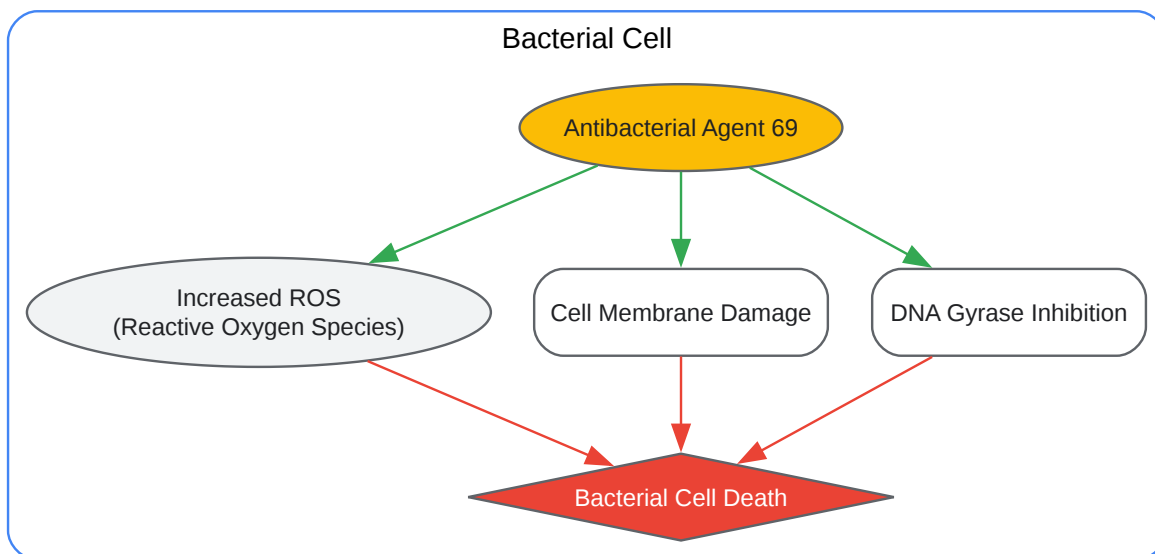 Bacterial Cell
Antibacterial Agent 69
Increased ROS
(Reactive Oxygen Species)
Cell Membrane Damage
DNA Gyrase Inhibition
Bacterial Cell Death